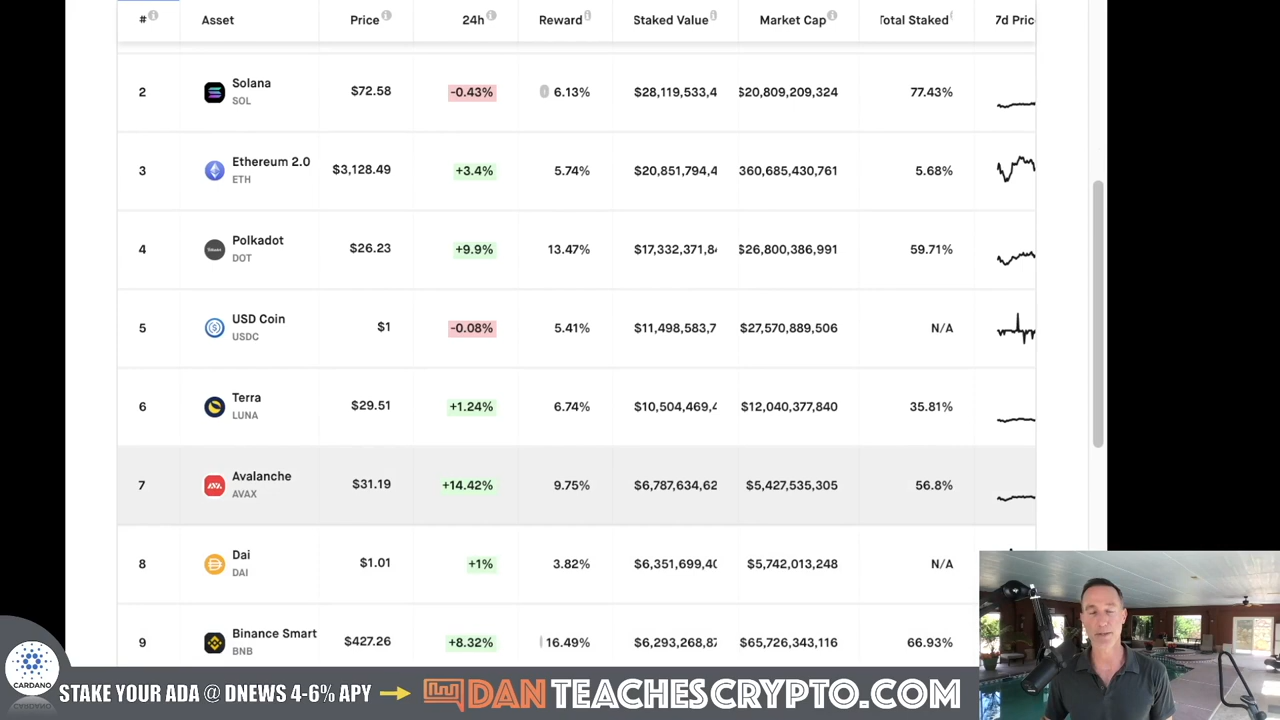 # Asset Price 24h Reward Staked Value Market Cap Total Staked 7d Pric
2 Solana SOL $72.58 -0.43% 6.13% $28,119,533,4 $20,809,209,324 77.43%
3 Ethereum 2.0 ETH $3,128.49 +3.4% 5.74% $20,851,794,4 360,685,430,761 5.68%
4 Polkadot DOT $26.23 +9.9% 13.47% $17,332,371,84 $26,800,386,991 59.71%
5 USD Coin USDC $1 -0.08% 5.41% $11,498,583,7 $27,570,889,506 N/A
6 Terra LUNA $29.51 +1.24% 6.74% $10,504,469,4 $12,040,377,840 35.81%
7 Avalanche AVAX $31.19 +14.42% 9.75% $6,787,634,62 $5,427,535,305 56.8%
8 Dai DAI $1.01 +1% 3.82% $6,351,699,40 $5,742,013,248 N/A
9 Binance Smart BNB $427.26 +8.32% 16.49% $6,293,268,87 $65,726,343,116 66.93%
CARDANO
STAKE YOUR ADA @ DNEWS 4-6% APY DANTEACHESCRYPTO.COM